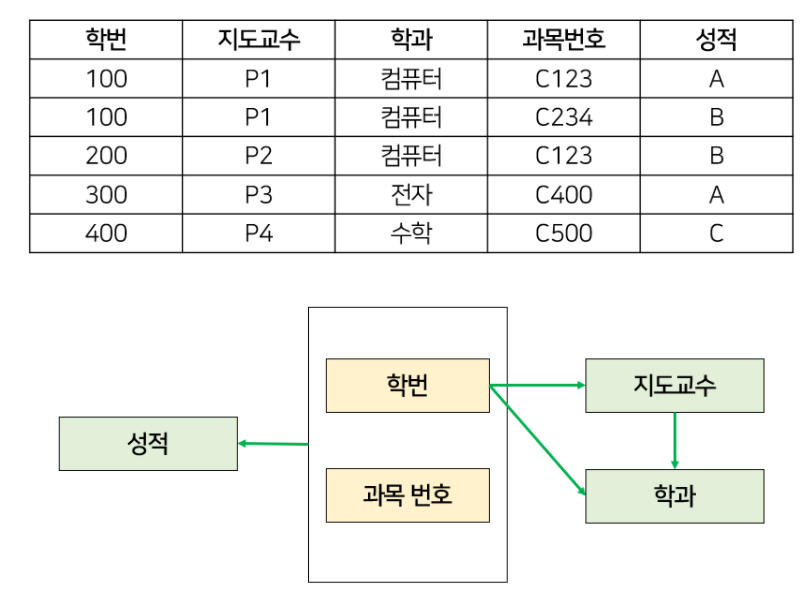 학번 지도교수 학과 과목번호 성적
100 P1 컴퓨터 C123 A
100 P1 컴퓨터 C234 B
200 P2 컴퓨터 C123 B
300 P3 전자 C400 A
400 P4 수학 C500 C
학번 지도교수
성적
과목 번호 학과